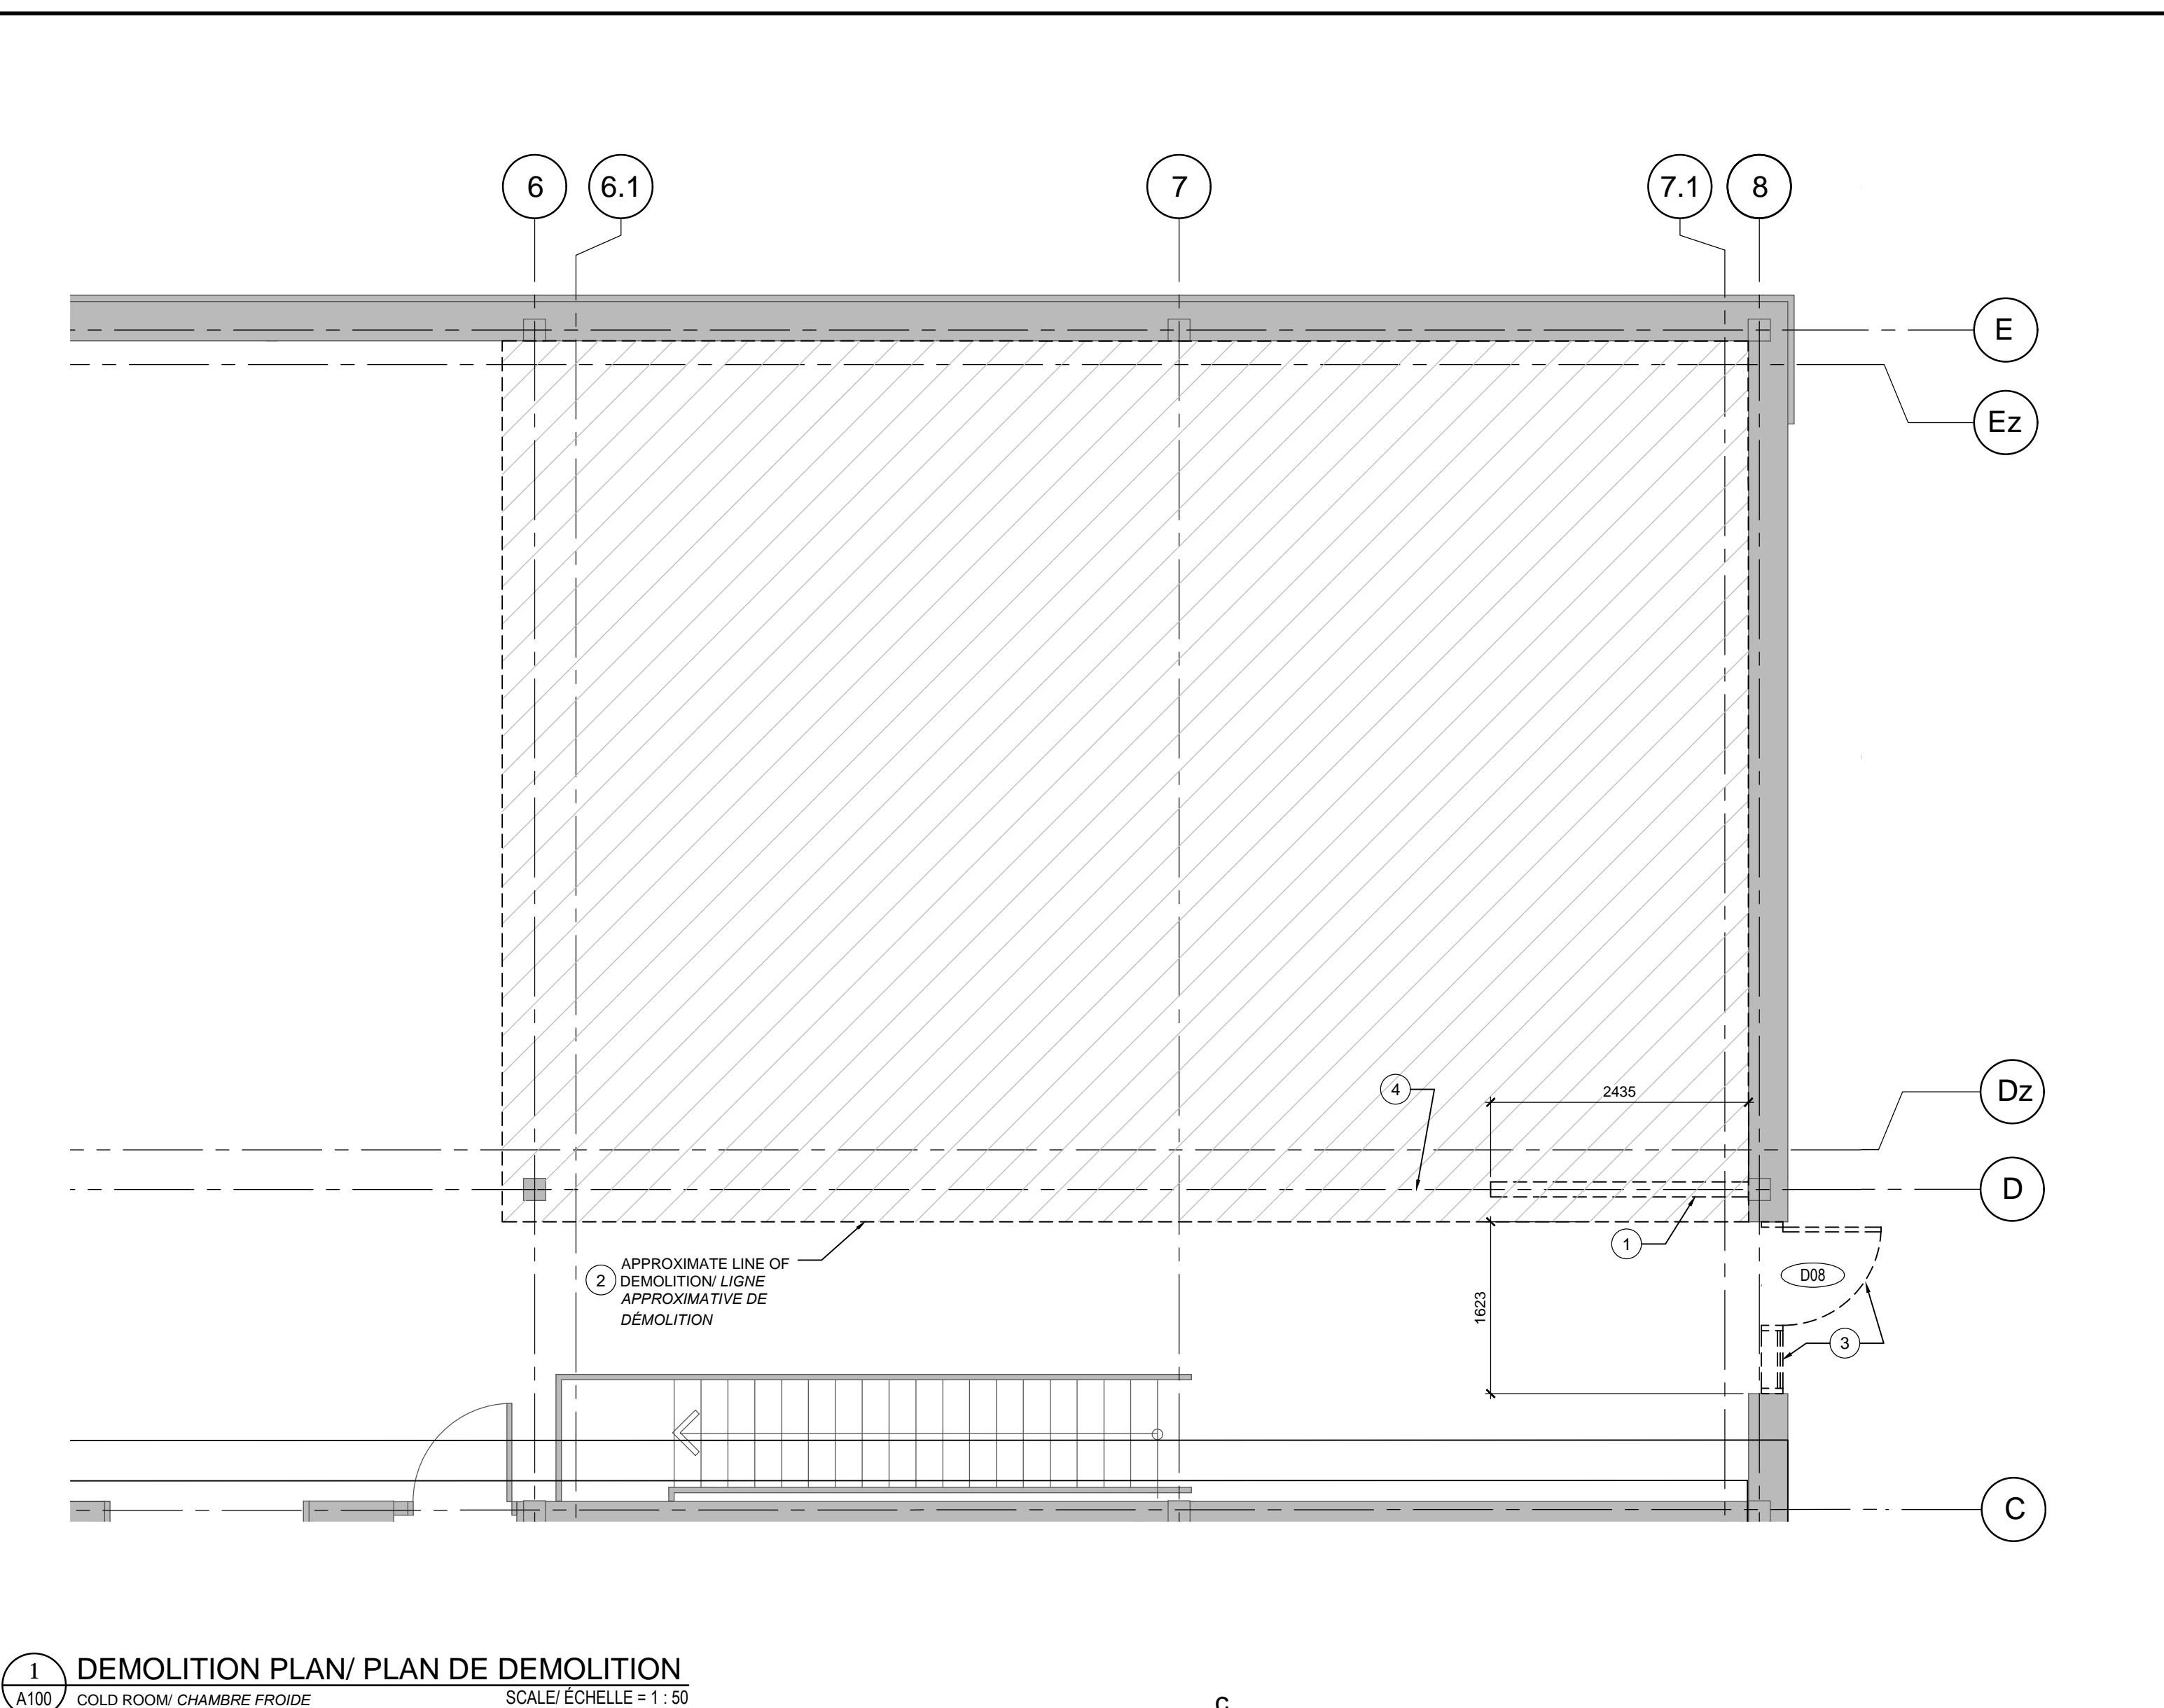 6
6.1
7
7.1
8
E
Ez
4
2435
Dz
D
1
2
APPROXIMATE LINE OF
DEMOLITION/ LIGNE
APPROXIMATIVE DE
DÉMOLITION
D08
1623
3
C
1
A100
DEMOLITION PLAN/ PLAN DE DEMOLITION
COLD ROOM/ CHAMBRE FROIDE
SCALE/ ÉCHELLE = 1 : 50
C